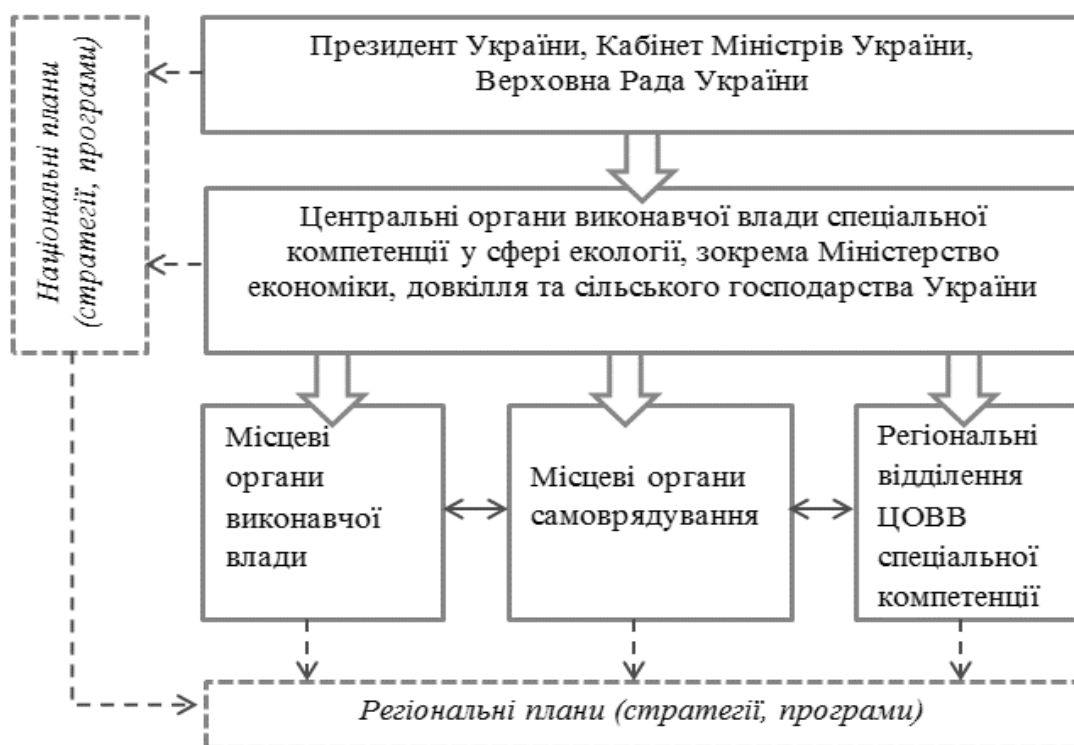 Президент України, Кабінет Міністрів України,
Верховна Рада України
Національні плани
(стратегії, програми)
Центральні органи виконавчої влади спеціальної
компетенції у сфері екології, зокрема Міністерство
економіки, довкілля та сільського господарства України
Місцеві
органи
виконавчої
влади
Місцеві органи
самоврядування
Регіональні
відділення
ЦОВВ
спеціальної
компетенції
Регіональні плани (стратегії, програми)